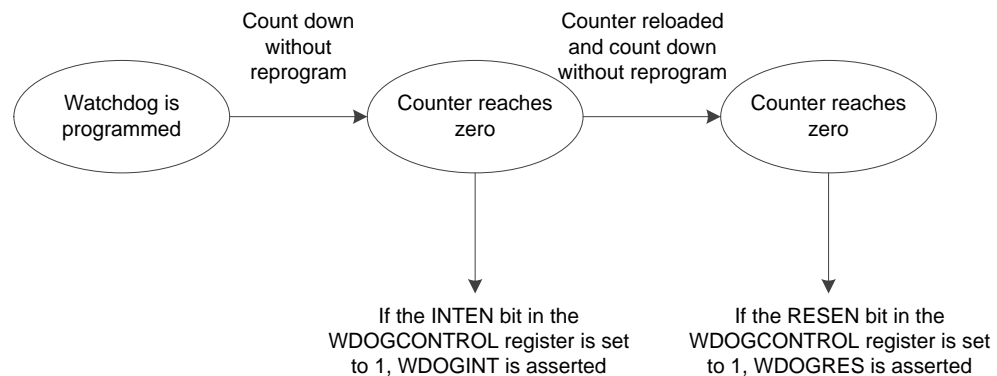 Count down
without
reprogram
Counter reloaded
and count down
without reprogram
Watchdog is
programmed
Counter reaches
zero
Counter reaches
zero
If the INTEN bit in the
WDOGCONTROL register is set
to 1, WDOGINT is asserted
If the RESEN bit in the
WDOGCONTROL register is set
to 1, WDOGRES is asserted